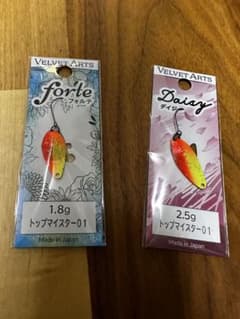 VELVET ARTS
forte
フォルテ
1.8g
トップマイスター01
Made in Japan
VELVET ARTS
Daisy
デイジー
2.5g
トップマイスター01
Made in Japan